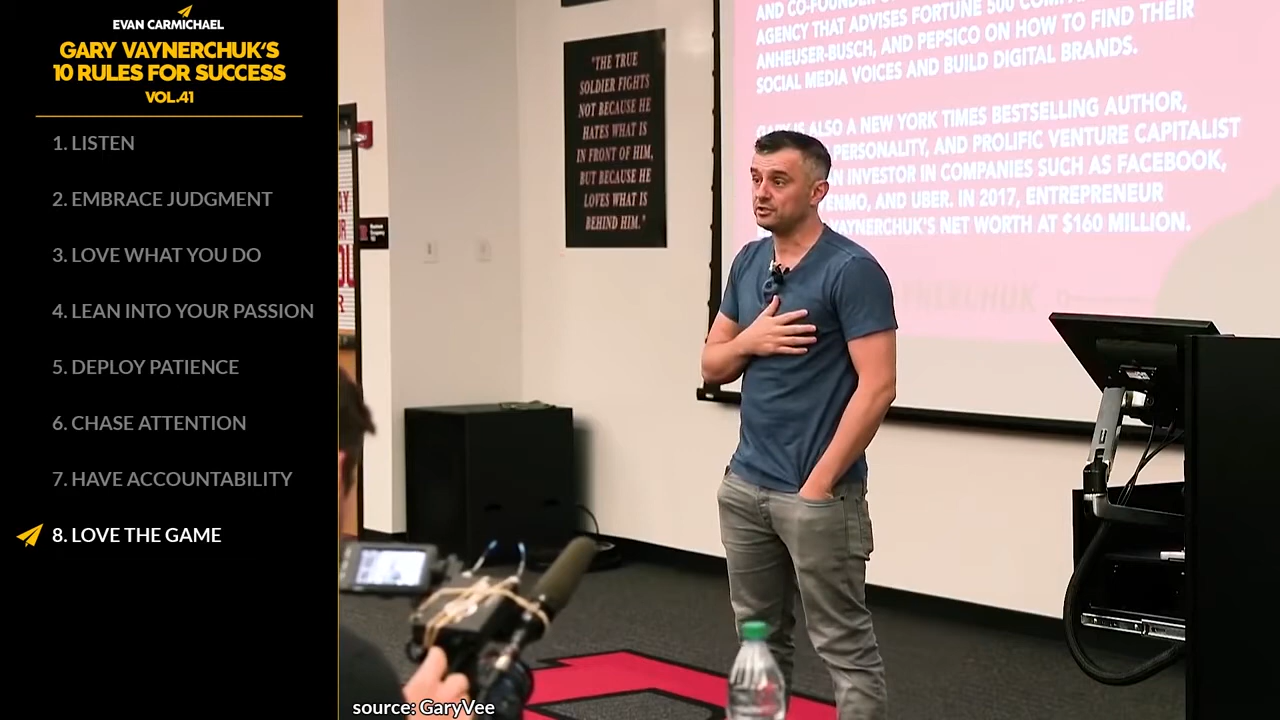 EVAN CARMICHAEL
GARY VAYNERCHUK'S
10 RULES FOR SUCCESS
VOL.41
1. LISTEN
2. EMBRACE JUDGMENT
3. LOVE WHAT YOU DO
4. LEAN INTO YOUR PASSION
5. DEPLOY PATIENCE
6. CHASE ATTENTION
7. HAVE ACCOUNTABILITY
8. LOVE THE GAME
"THE TRUE
SOLDIER FIGHTS
NOT BECAUSE HE
HATES WHAT IS
IN FRONT OF HIM,
BUT BECAUSE HE
LOVES WHAT IS
BEHIND HIM."
AND CO-FOUNDER
AGENCY THAT ADVISES FORTUNE 500
ANHEUSER-BUSCH, AND PEPSICO ON HOW TO FIND THEIR
SOCIAL MEDIA VOICES AND BUILD DIGITAL BRANDS.
GARY IS ALSO A NEW YORK TIMES BESTSELLING AUTHOR,
PERSONALITY, AND PROLIFIC VENTURE CAPITALIST
INVESTOR IN COMPANIES SUCH AS FACEBOOK,
AND UBER. IN 2017, ENTREPRENEUR
VAYNERCHUK'S NET WORTH AT $160 MILLION.
source: GaryVee